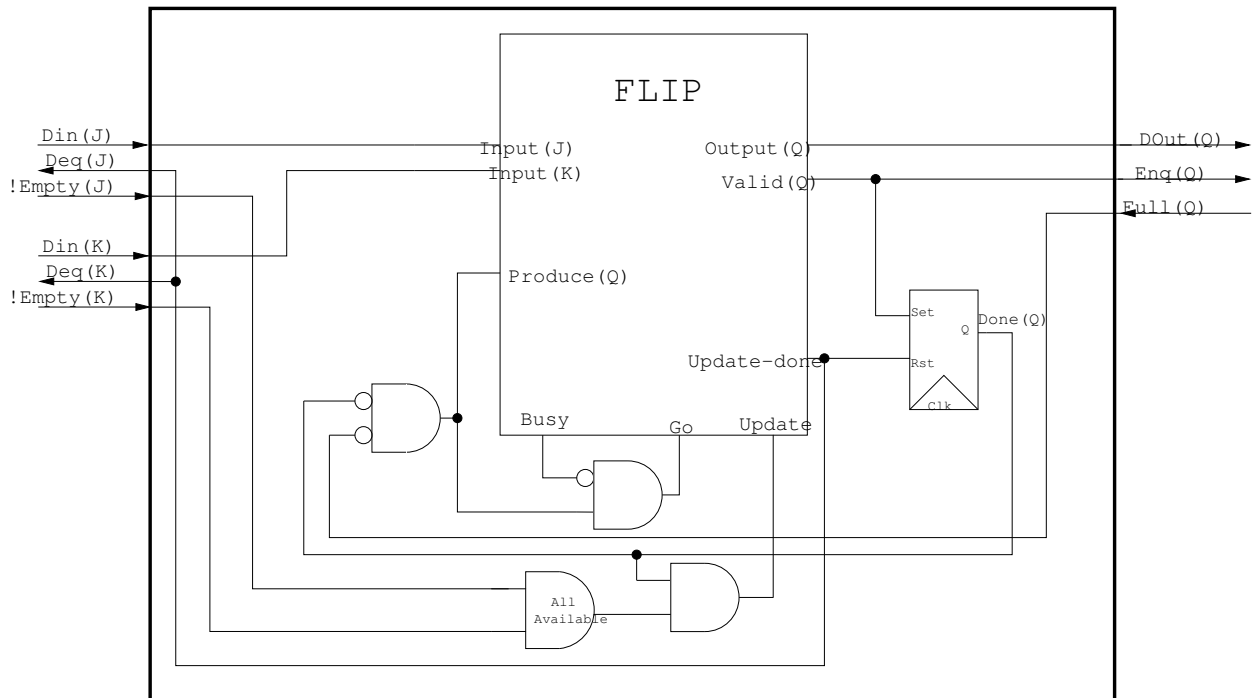 FLIP
Din(J)
Deq(J)
!Empty(J)
Din(K)
Deq(K)
!Empty(K)
Input(J)
Input(K)
Output(Q)
Valid(Q)
DOut(Q)
Enq(Q)
Full(Q)
Produce(Q)
Update-done
Set
Q
Done(Q)
Rst
Clk
Busy
Go
Update
All
Available